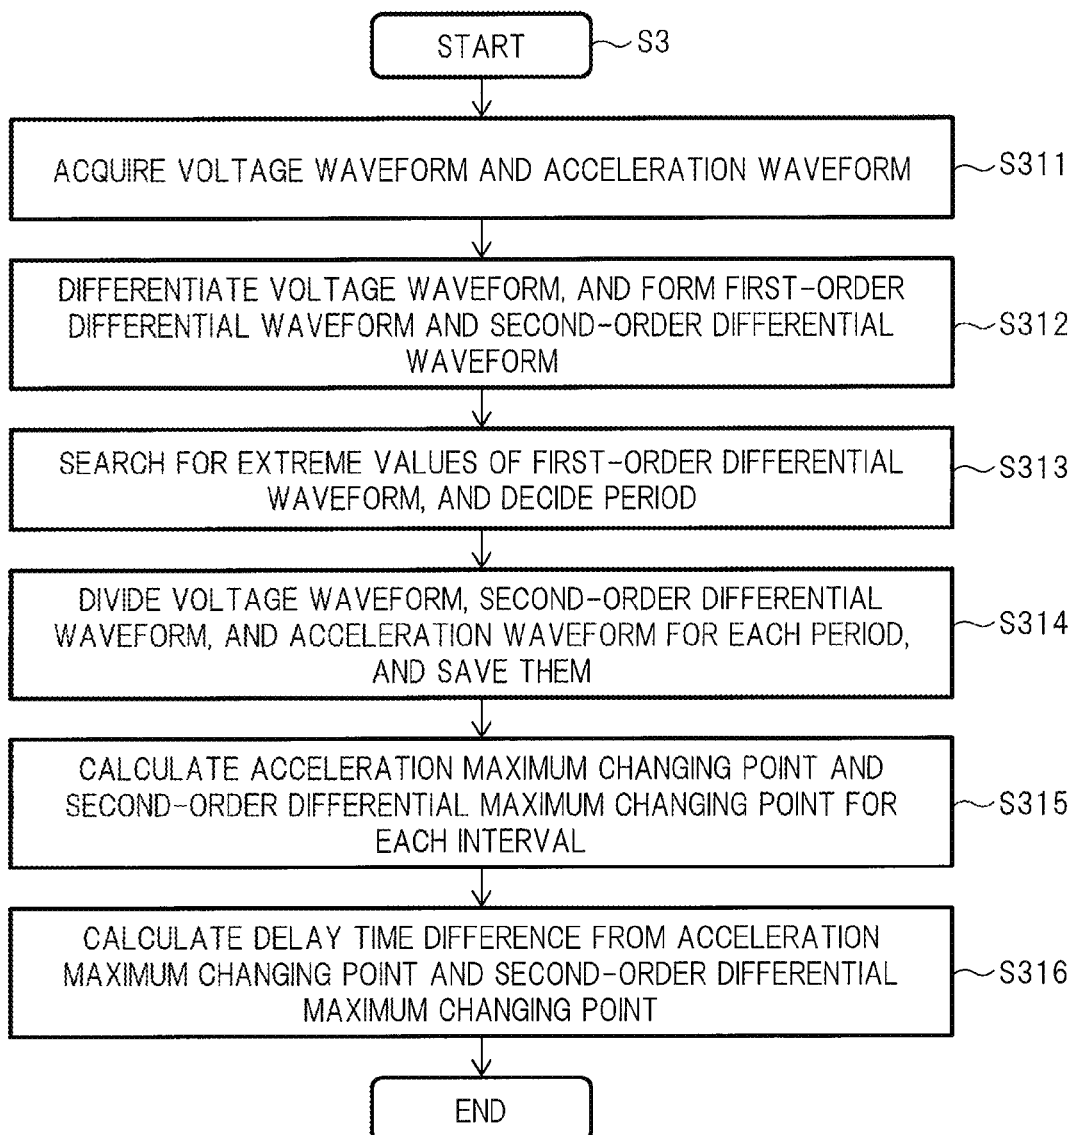 START
S3
ACQUIRE VOLTAGE WAVEFORM AND ACCELERATION WAVEFORM
S311
DIFFERENTIATE VOLTAGE WAVEFORM, AND FORM FIRST-ORDER
DIFFERENTIAL WAVEFORM AND SECOND-ORDER DIFFERENTIAL
WAVEFORM
S312
SEARCH FOR EXTREME VALUES OF FIRST-ORDER DIFFERENTIAL
WAVEFORM, AND DECIDE PERIOD
S313
DIVIDE VOLTAGE WAVEFORM, SECOND-ORDER DIFFERENTIAL
WAVEFORM, AND ACCELERATION WAVEFORM FOR EACH PERIOD,
AND SAVE THEM
S314
CALCULATE ACCELERATION MAXIMUM CHANGING POINT AND
SECOND-ORDER DIFFERENTIAL MAXIMUM CHANGING POINT FOR
EACH INTERVAL
S315
CALCULATE DELAY TIME DIFFERENCE FROM ACCELERATION
MAXIMUM CHANGING POINT AND SECOND-ORDER DIFFERENTIAL
MAXIMUM CHANGING POINT
S316
END